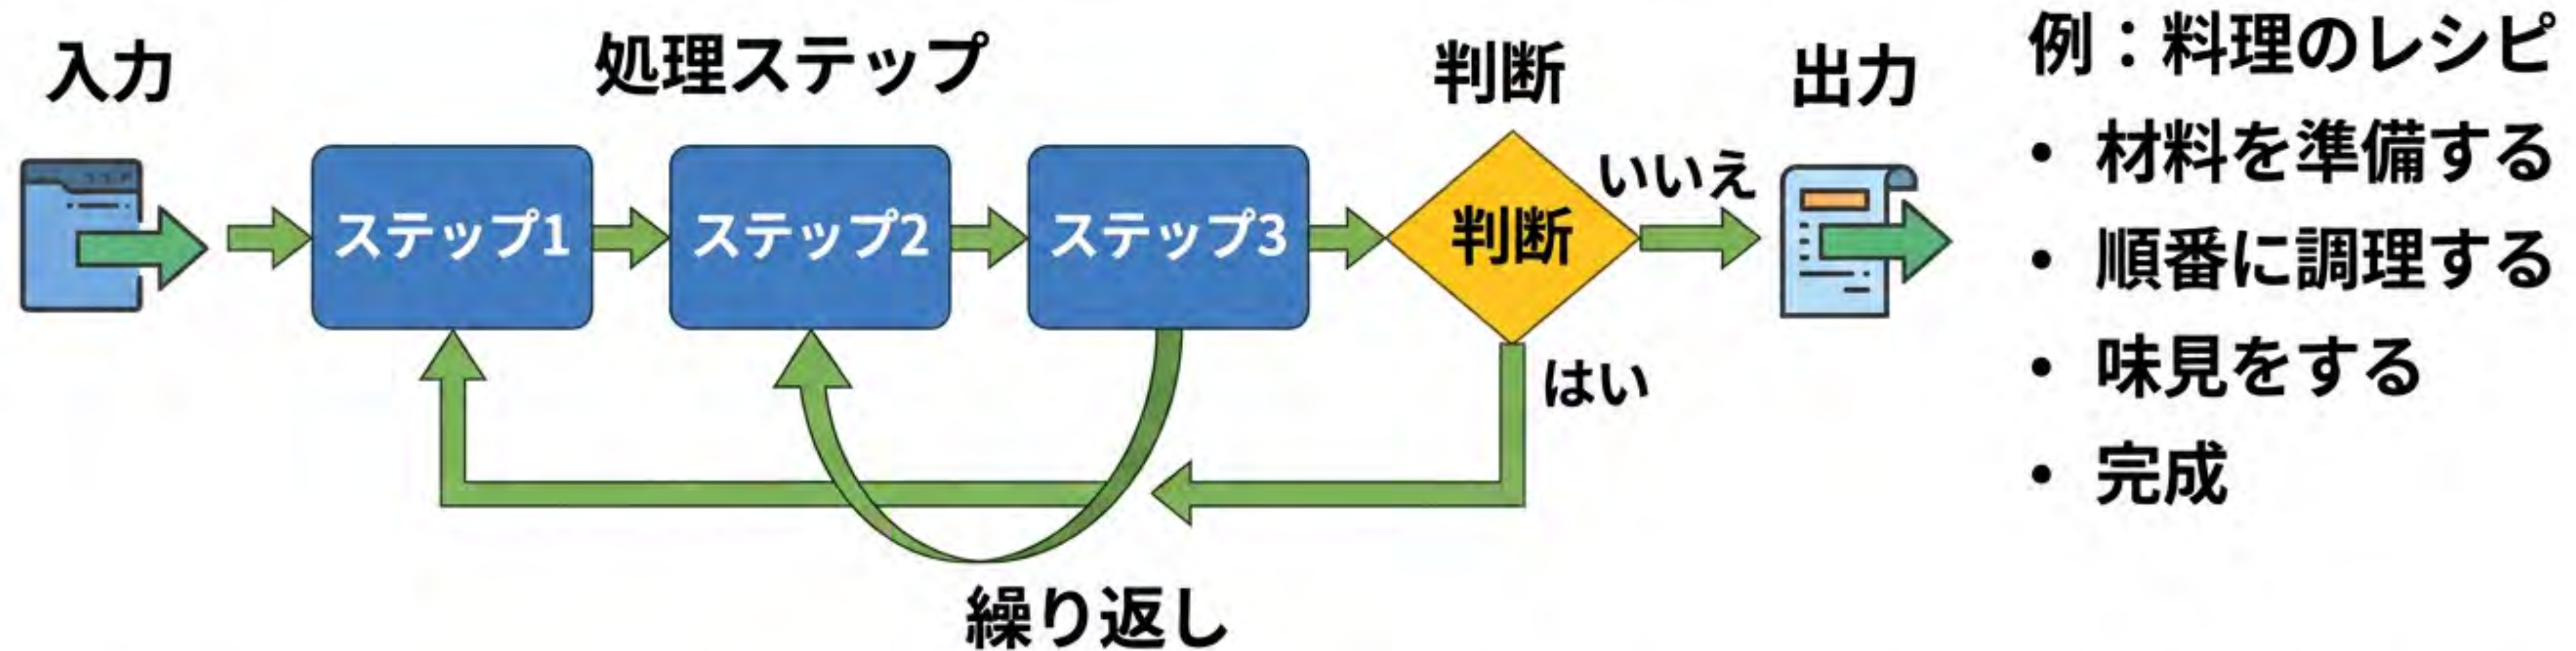 入力
処理ステップ
判断
出力
ステップ1
ステップ2
ステップ3
判断
いいえ
はい
繰り返し
例：料理のレシピ
• 材料を準備する
• 順番に調理する
• 味見をする
• 完成